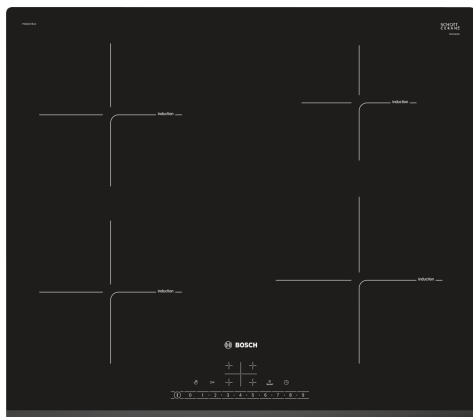 SCHOTT
CERAN®
induction
induction
induction
induction
BOSCH
0 1 · 2 · 3 · 4 · 5 · 6 · 7 · 8 · 9